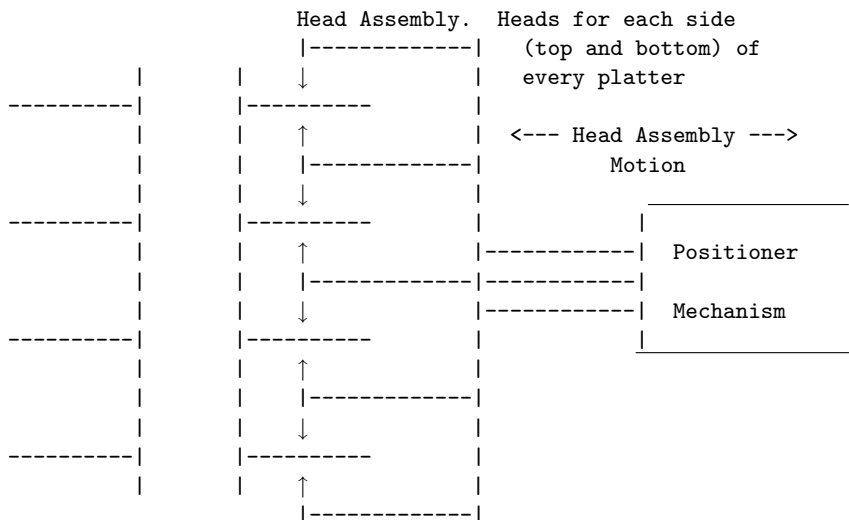 Head Assembly. Heads for each side
(top and bottom) of
every platter
<--- Head Assembly --->
Motion
Positioner
Mechanism